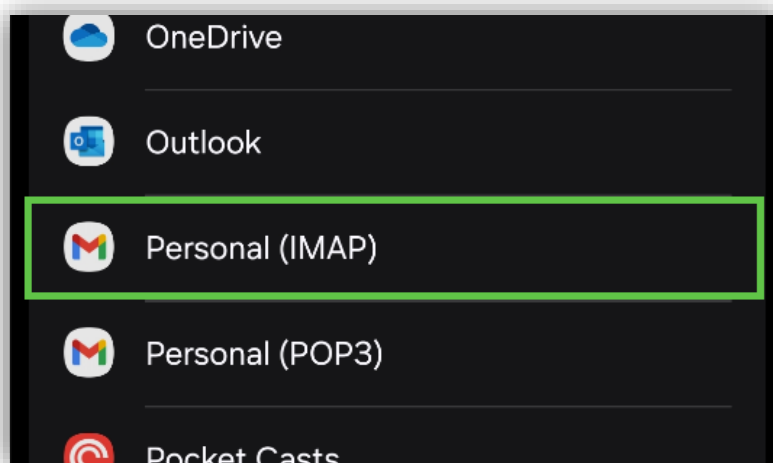 OneDrive
Outlook
Personal (IMAP)
Personal (POP3)
Pocket Casts